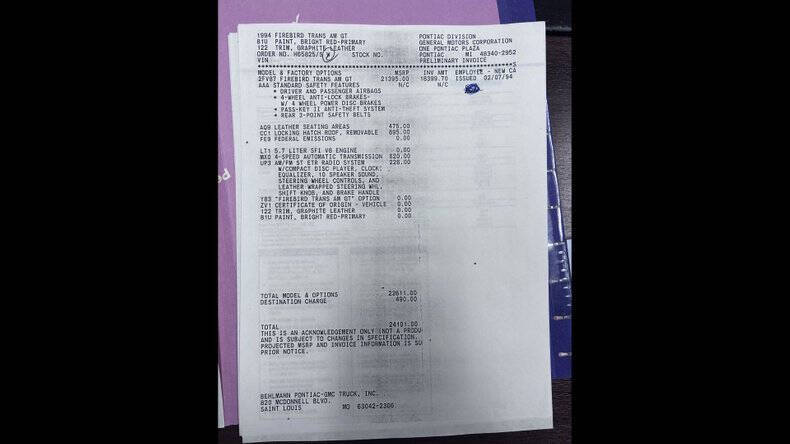 1994 FIREBIRD TRANS AM GT PONTIAC DIVISION
81U PAINT, BRIGHT RED-PRIMARY GENERAL MOTORS CORPORATION
122 TRIM, GRAPHITE LEATHER ONE PONTIAC PLAZA
ORDER NO. STOCK NO. PONTIAC MI 48340-2952
VIN PRELIMINARY INVOICE
MODEL & FACTORY OPTIONS MSRP INV AMT EMPLOYEE - NEW CA
2FV87 FIREBIRD TRANS AM GT 21395.00 ISSUED 02/07/94
AAA STANDARD SAFETY FEATURES N/C N/C
* DRIVER AND PASSENGER AIRBAGS
* 4-WHEEL ANTI-LOCK BRAKES-
W/ 4 WHEEL POWER DISC BRAKES
* PASS-KEY II ANTI-THEFT SYSTEM
* REAR 3-POINT SAFETY BELTS
AQ9 LEATHER SEATING AREAS 475.00
CC1 LOCKING HATCH ROOF, REMOVABLE 895.00
FE9 FEDERAL EMISSIONS 0.00
LT1 5.7 LITER SFI V8 ENGINE 0.00
MX0 4-SPEED AUTOMATIC TRANSMISSION 620.00
UP3 AM/FM ST ETR RADIO SYSTEM 226.00
W/COMPACT DISC PLAYER, CLOCK,
EQUALIZER, 10 SPEAKER SOUND,
STEERING WHEEL CONTROLS, AND
LEATHER WRAPPED STEERING WHL,
SHIFT KNOB, AND BRAKE HANDLE
Y83 "FIREBIRD TRANS AM GT" OPTION 0.00
ZV1 CERTIFICATE OF ORIGIN - VEHICLE 0.00
122 TRIM, GRAPHITE LEATHER 0.00
81U PAINT, BRIGHT RED-PRIMARY 0.00
TOTAL MODEL & OPTIONS 23611.00
DESTINATION CHARGE 490.00
TOTAL 24101.00
THIS IS AN ACKNOWLEDGEMENT ONLY (NOT A PRODU
AND IS SUBJECT TO CHANGES IN SPECIFICATION.
PROJECTED MSRP AND INVOICE INFORMATION IS SU
PRIOR NOTICE.
BEHLMANN PONTIAC-GMC TRUCK, INC.
820 MCDONNELL BLVD.
SAINT LOUIS MO 63042-2306